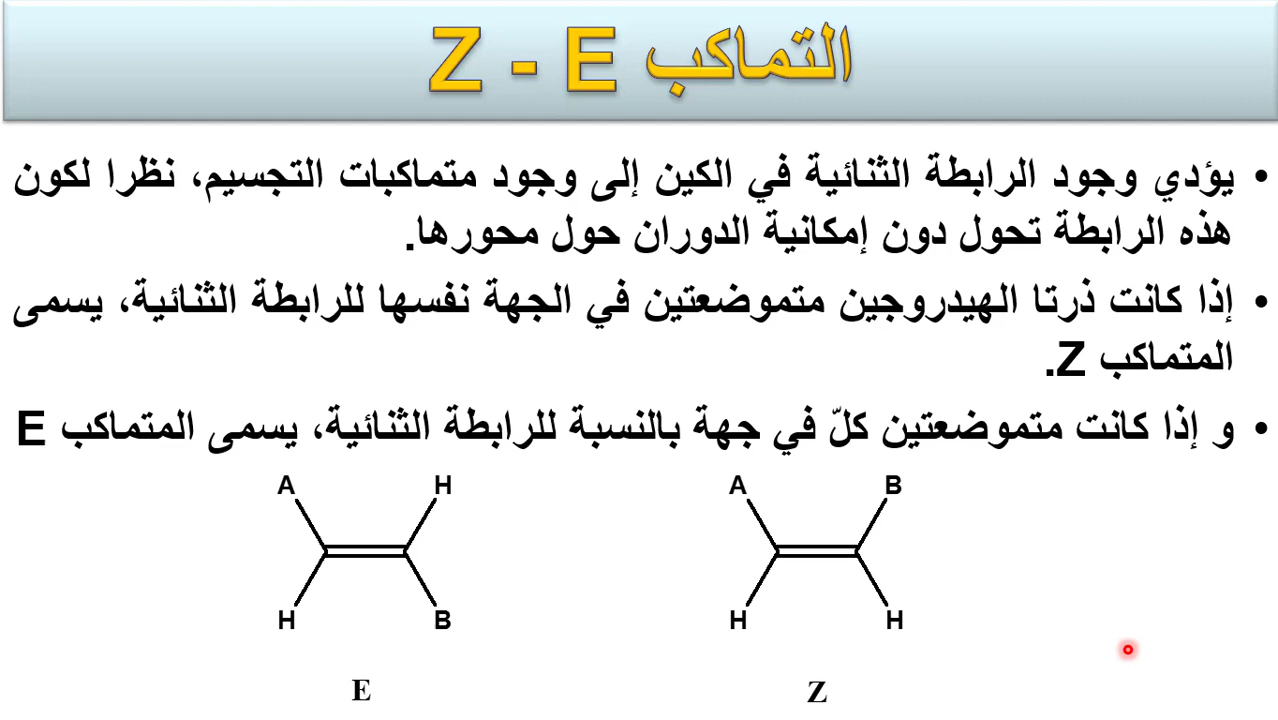 التماكب Z - E
• يؤدي وجود الرابطة الثنائية في الكين إلى وجود متماكبات التجسيم، نظرا لكون
هذه الرابطة تحول دون إمكانية الدوران حول محورها.
• إذا كانت ذرتا الهيدروجين متموضعتين في الجهة نفسها للرابطة الثنائية، يسمى
المتماكب Z.
• و إذا كانت متموضعتين كلّ في جهة بالنسبة للرابطة الثنائية، يسمى المتماكب E
A H A B
H B H H
E Z